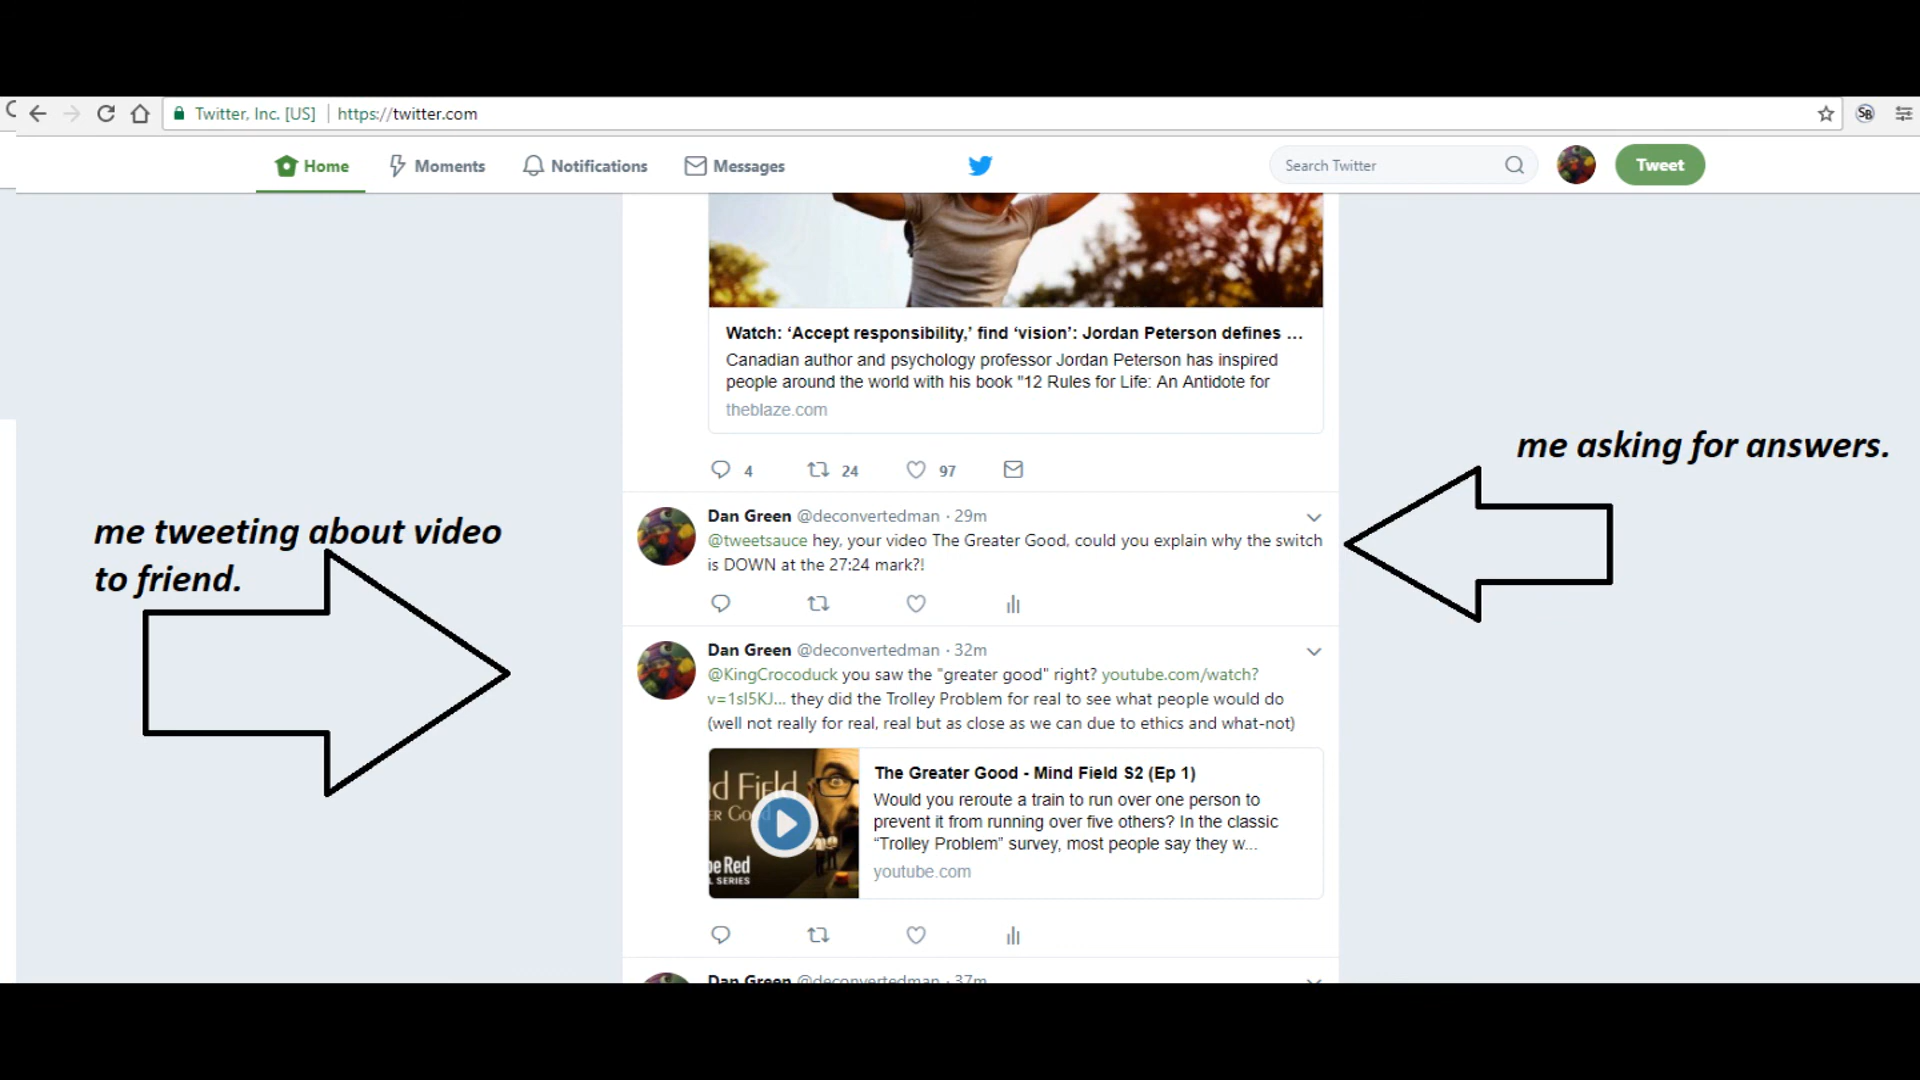 Twitter, Inc. [US] | https://twitter.com
SB
Home Moments Notifications Messages Search Twitter Tweet
Watch: ‘Accept responsibility,’ find ‘vision’: Jordan Peterson defines ...
Canadian author and psychology professor Jordan Peterson has inspired
people around the world with his book "12 Rules for Life: An Antidote for
theblaze.com
4 24 97
me asking for answers.
Dan Green @deconvertedman · 29m
@tweetsauce hey, your video The Greater Good, could you explain why the switch
is DOWN at the 27:24 mark?!
me tweeting about video
to friend.
Dan Green @deconvertedman · 32m
@KingCrocoduck you saw the "greater good" right? youtube.com/watch?
v=1sI5KJ... they did the Trolley Problem for real to see what people would do
(well not really for real, real but as close as we can due to ethics and what-not)
d Field
ER Goo
be Red
L SERIES
The Greater Good - Mind Field S2 (Ep 1)
Would you reroute a train to run over one person to
prevent it from running over five others? In the classic
“Trolley Problem” survey, most people say they w...
youtube.com
Dan Green @deconvertedman · 37m